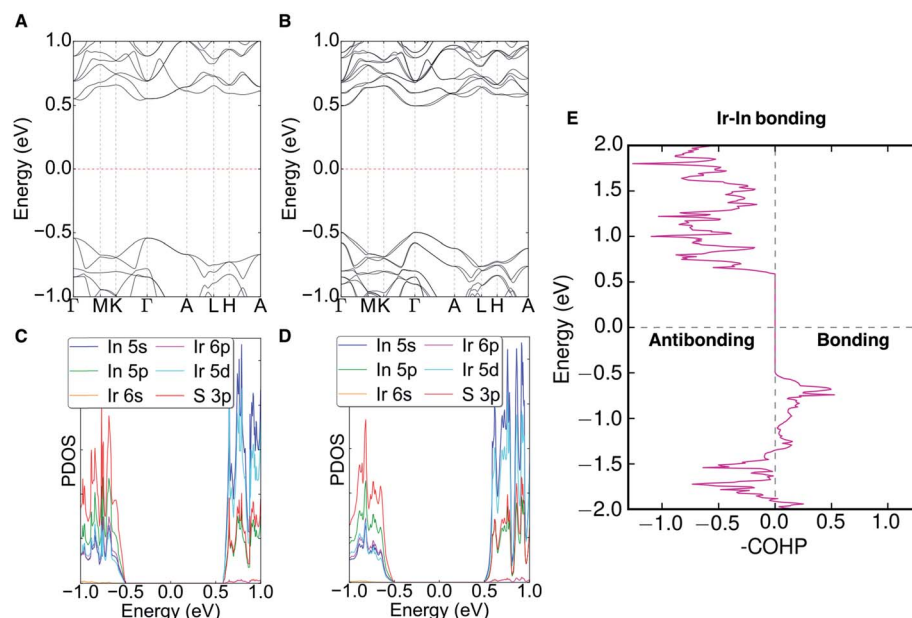 A
1.0
0.5
0.0
−0.5
−1.0
Energy (eV)
Γ M K Γ A L H A
B
1.0
0.5
0.0
−0.5
−1.0
Energy (eV)
Γ M K Γ A L H A
C
In 5s
In 5p
Ir 6s
Ir 6p
Ir 5d
S 3p
PDOS
−1.0 −0.5 0.0 0.5 1.0
Energy (eV)
D
In 5s
In 5p
Ir 6s
Ir 6p
Ir 5d
S 3p
PDOS
−1.0 −0.5 0.0 0.5 1.0
Energy (eV)
E
Ir-In bonding
2.0
1.5
1.0
0.5
0.0
−0.5
−1.0
−1.5
−2.0
Energy (eV)
Antibonding
Bonding
−1.0 −0.5 0.0 0.5 1.0
-COHP